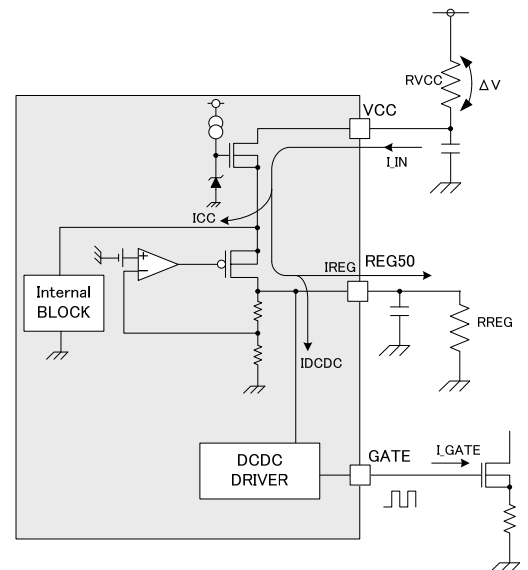 RVCC
ΔV
VCC
I_IN
ICC
IREG
REG50
Internal
BLOCK
RREG
IDCDC
DCDC
DRIVER
GATE
I_GATE
+
−